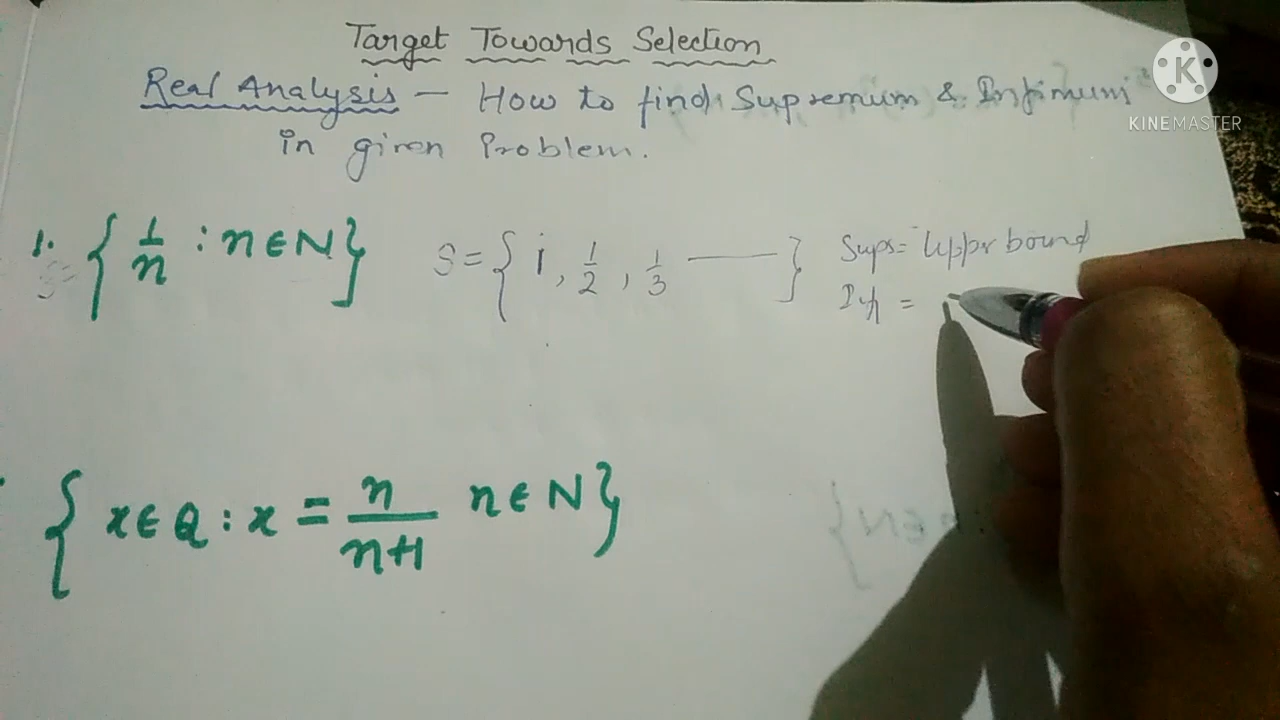 Target Towards Selection
Real Analysis - How to find Supremum & Infimum
in given Problem.
KINEMASTER
1. { 1/n : n ∈ N } S = { 1, 1/2, 1/3 —— } Sups = Upper bound
S= Inf =
{ x ∈ Q : x = n/n+1 n ∈ N }